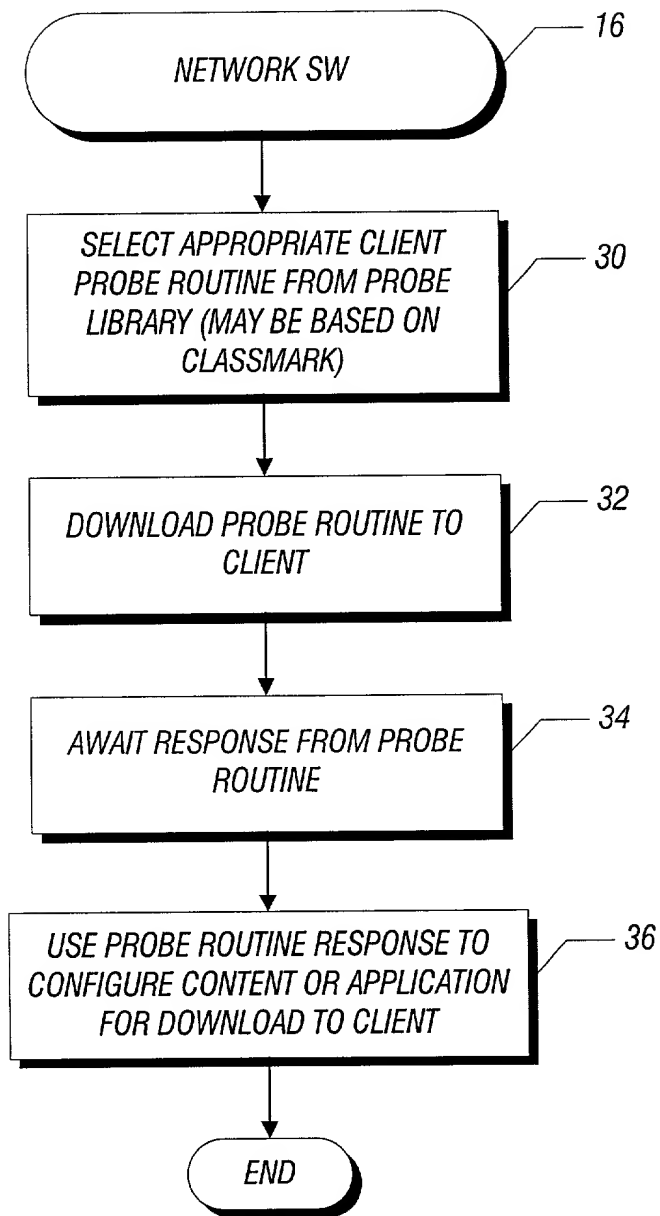 NETWORK SW
16
SELECT APPROPRIATE CLIENT
PROBE ROUTINE FROM PROBE
LIBRARY (MAY BE BASED ON
CLASSMARK)
30
DOWNLOAD PROBE ROUTINE TO
CLIENT
32
AWAIT RESPONSE FROM PROBE
ROUTINE
34
USE PROBE ROUTINE RESPONSE TO
CONFIGURE CONTENT OR APPLICATION
FOR DOWNLOAD TO CLIENT
36
END